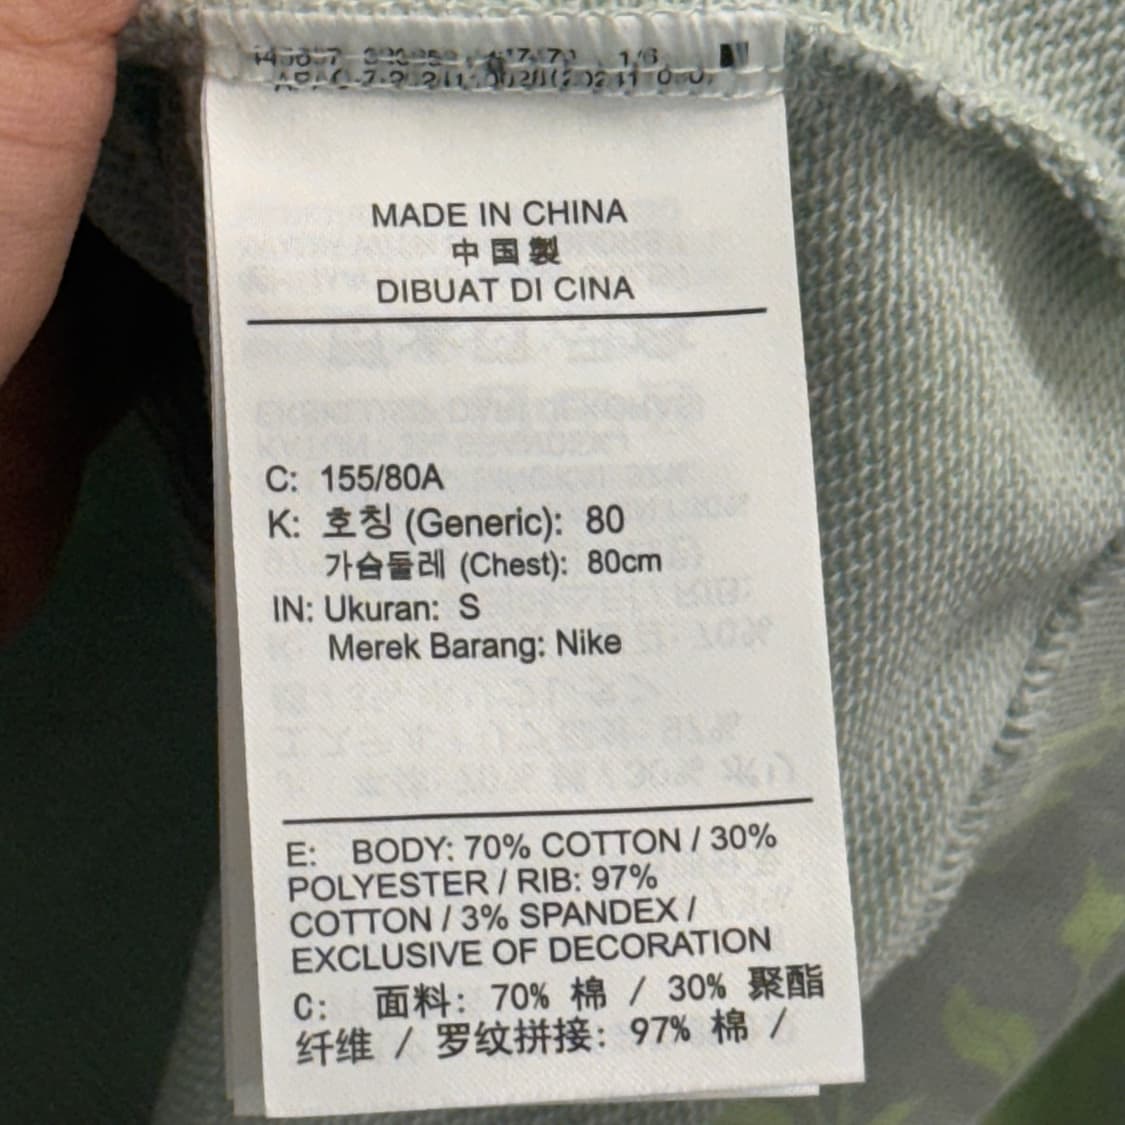 MADE IN CHINA
中国製
DIBUAT DI CINA
C: 155/80A
K: 호칭 (Generic): 80
가슴둘레 (Chest): 80cm
IN: Ukuran: S
Merek Barang: Nike
E: BODY: 70% COTTON / 30%
POLYESTER / RIB: 97%
COTTON / 3% SPANDEX /
EXCLUSIVE OF DECORATION
C: 面料: 70% 棉 / 30% 聚酯
纤维 / 罗纹拼接: 97% 棉 /